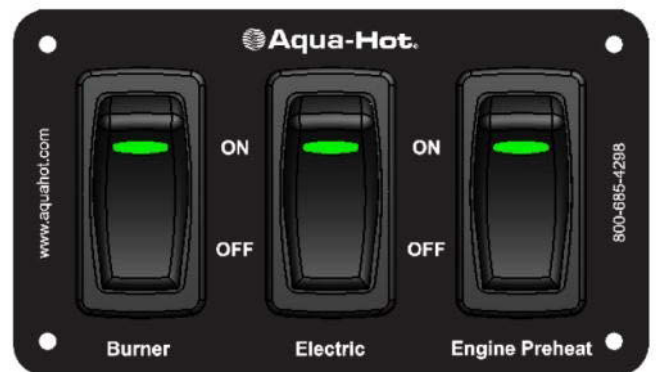 Aqua-Hot®
www.aquahot.com
ON
ON
OFF
OFF
800-685-4298
Burner
Electric
Engine Preheat